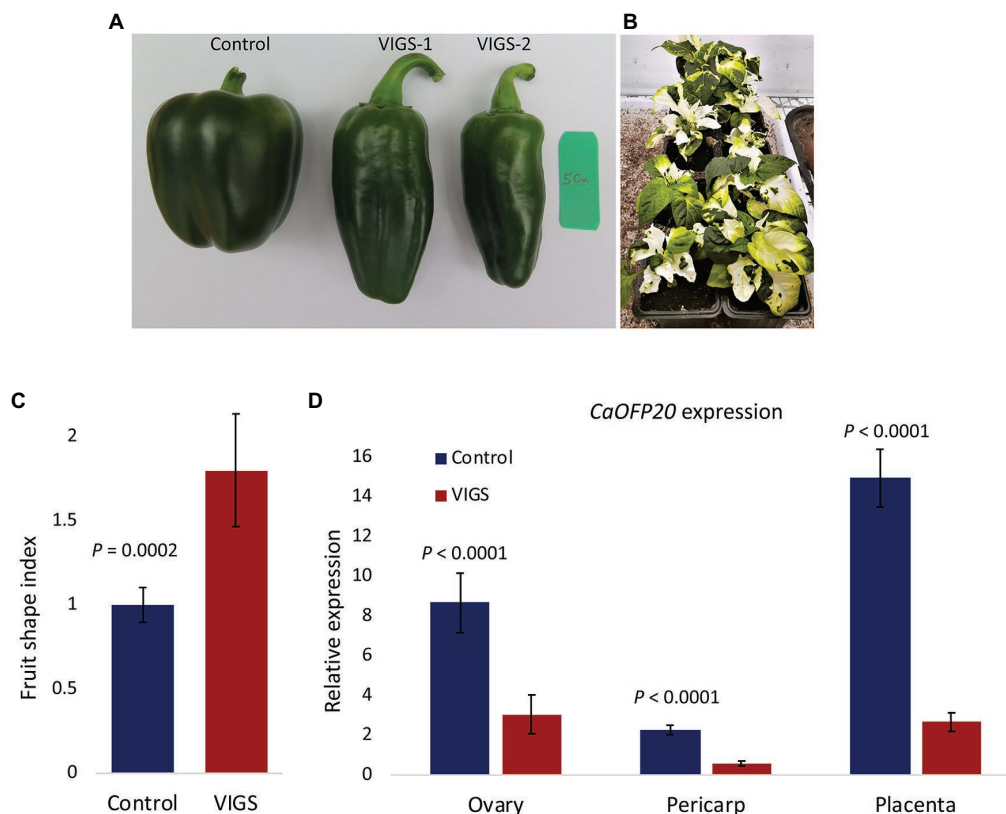 A
Control VIGS-1 VIGS-2
5 Cm
B
C
Fruit shape index
2
1.5
1
0.5
0
P = 0.0002
Control VIGS
D
CaOFP20 expression
Relative expression
16
14
12
10
8
6
4
2
0
Control
VIGS
P < 0.0001
P < 0.0001
P < 0.0001
Ovary Pericarp Placenta